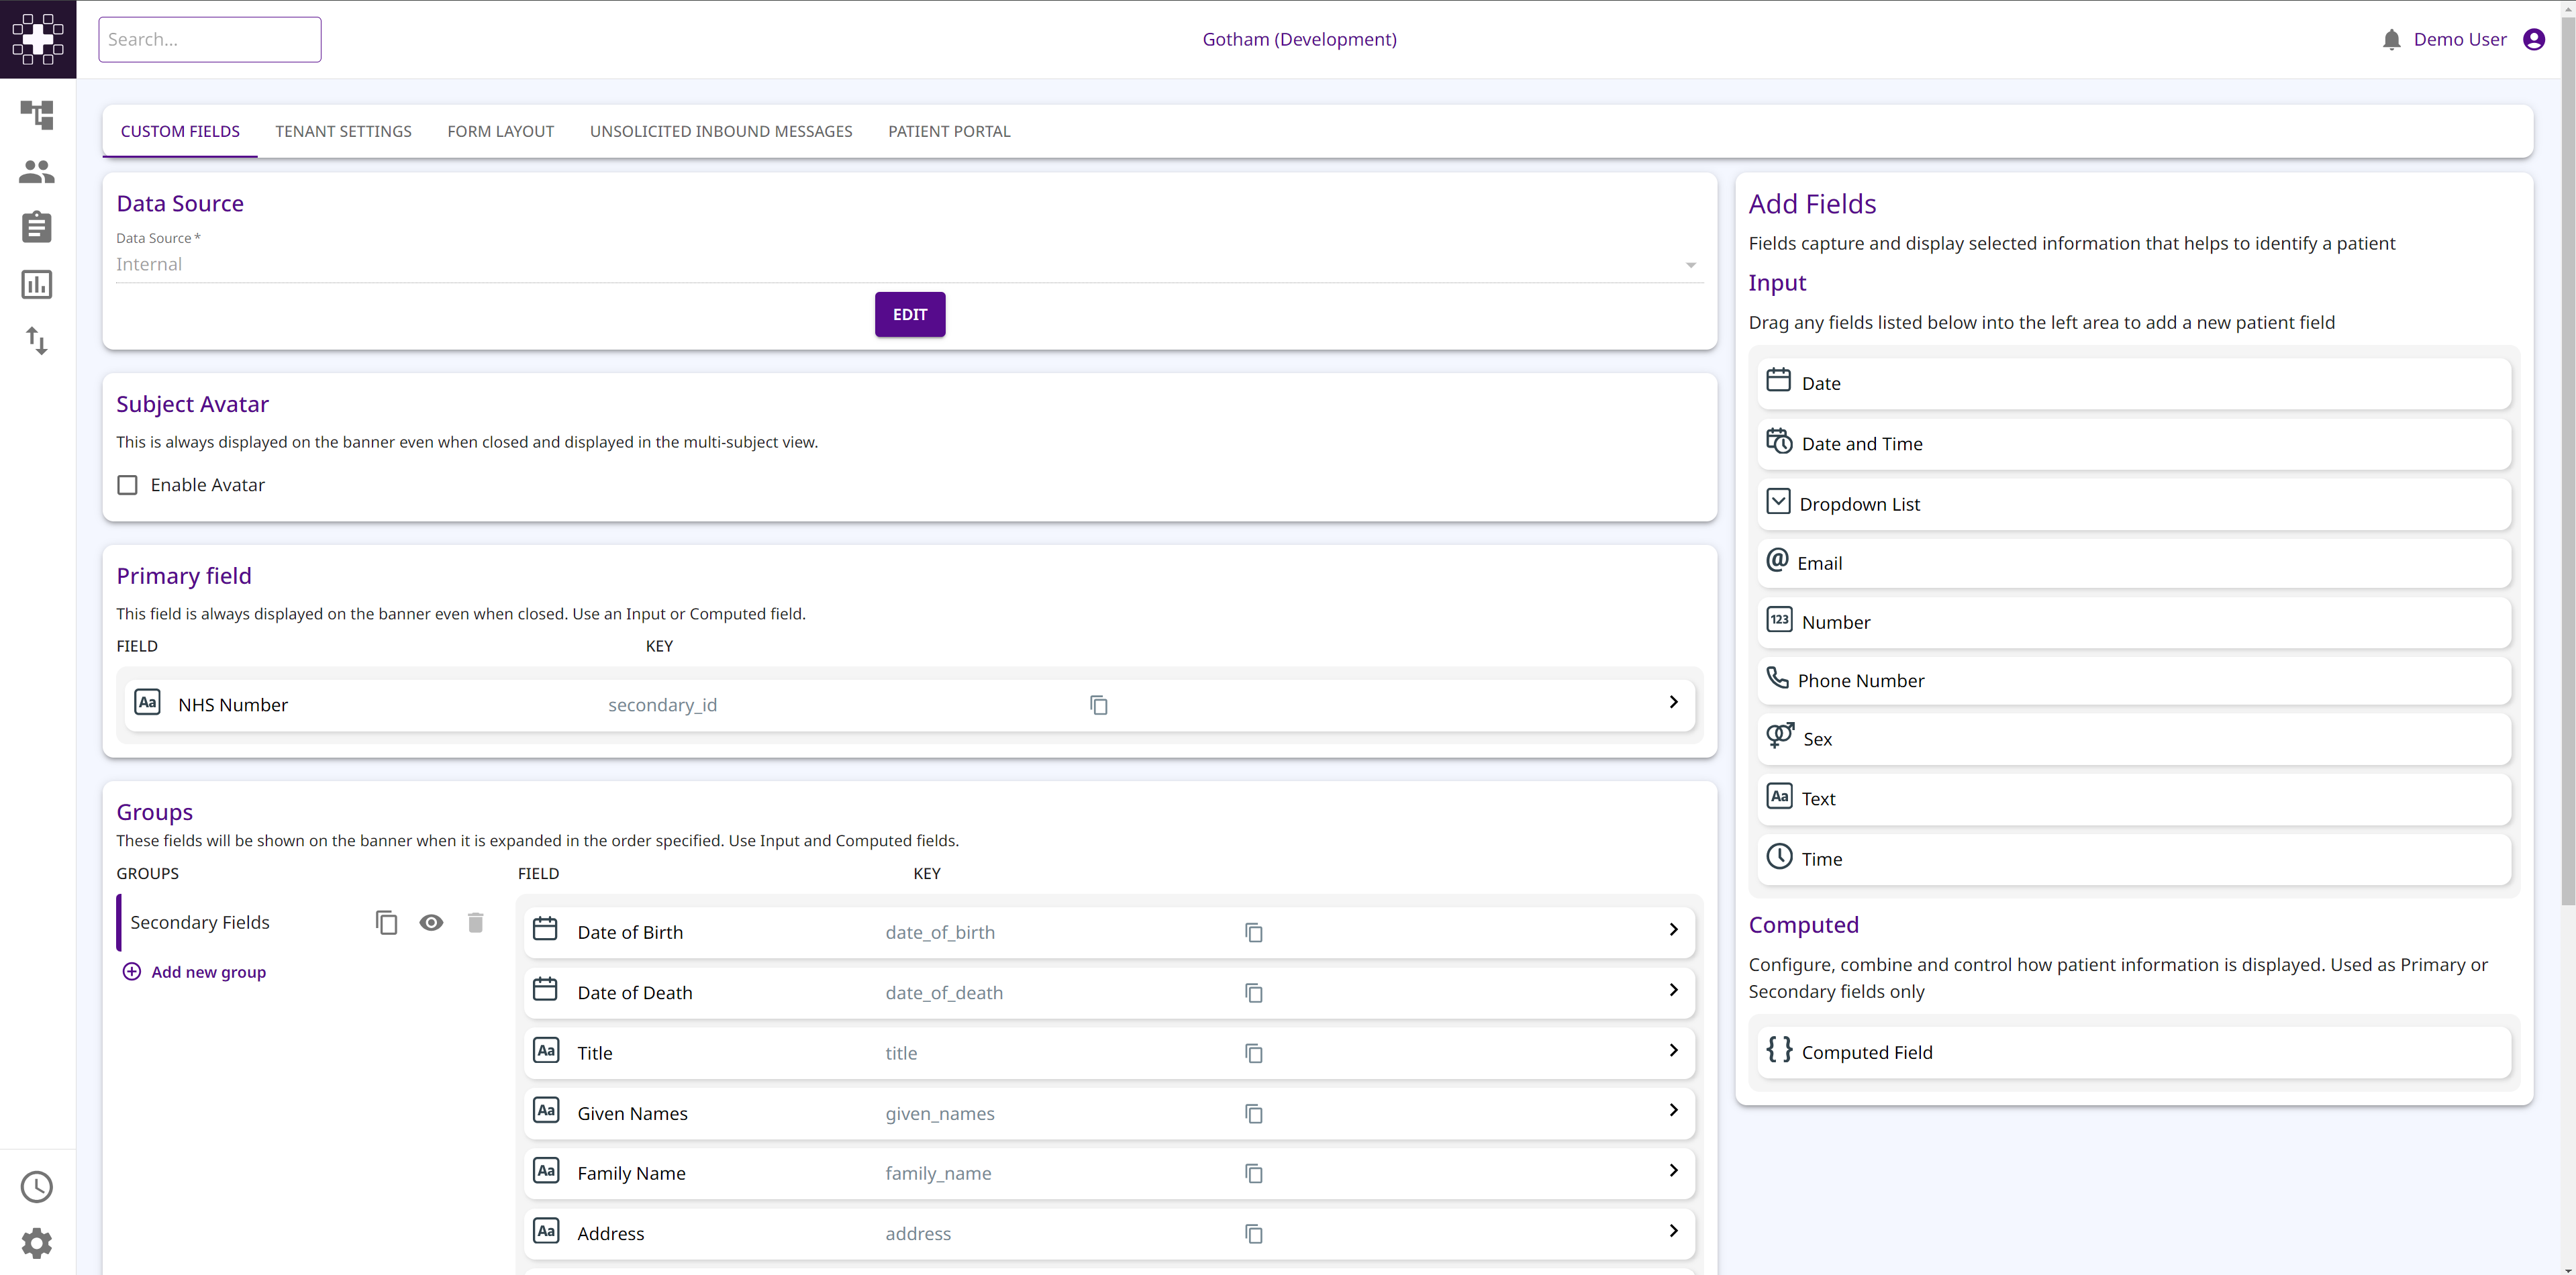 Search...
Gotham (Development)
Demo User
CUSTOM FIELDS
TENANT SETTINGS
FORM LAYOUT
UNSOLICITED INBOUND MESSAGES
PATIENT PORTAL
Data Source
Data Source *
Internal
EDIT
Subject Avatar
This is always displayed on the banner even when closed and displayed in the multi-subject view.
Enable Avatar
Primary field
This field is always displayed on the banner even when closed. Use an Input or Computed field.
FIELD
KEY
Aa
NHS Number
secondary_id
Groups
These fields will be shown on the banner when it is expanded in the order specified. Use Input and Computed fields.
GROUPS
FIELD
KEY
Secondary Fields
Add new group
Date of Birth
date_of_birth
Date of Death
date_of_death
Aa
Title
title
Aa
Given Names
given_names
Aa
Family Name
family_name
Aa
Address
address
Add Fields
Fields capture and display selected information that helps to identify a patient
Input
Drag any fields listed below into the left area to add a new patient field
Date
Date and Time
Dropdown List
@
Email
123
Number
Phone Number
Sex
Aa
Text
Time
Computed
Configure, combine and control how patient information is displayed. Used as Primary or
Secondary fields only
{ }
Computed Field